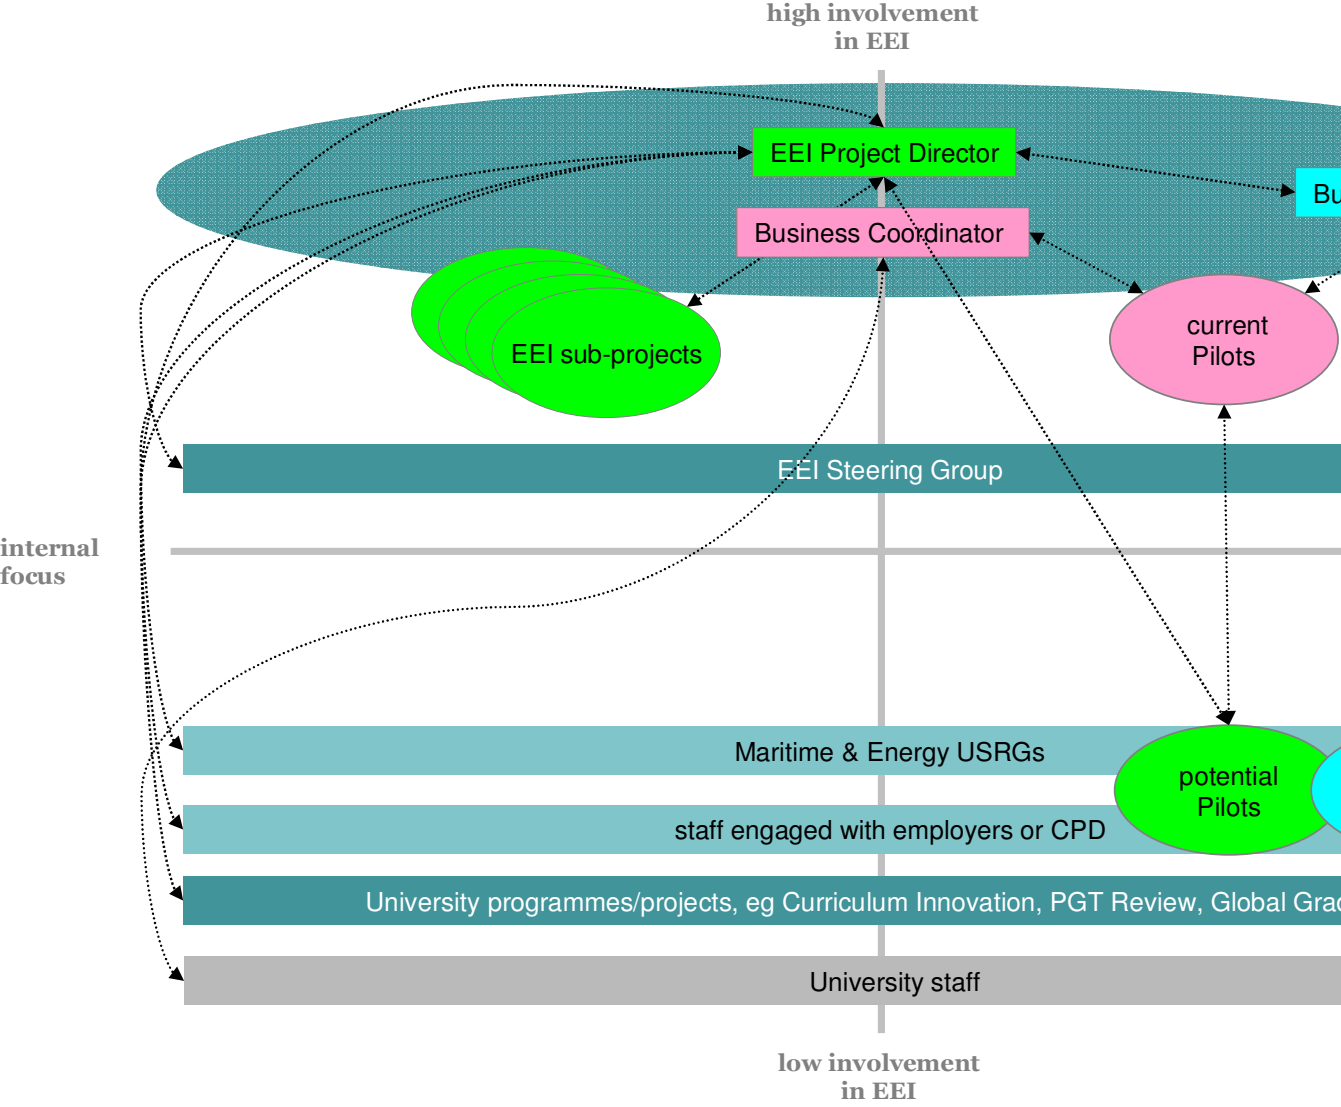 high involvement
in EEI
EEI Project Director
Bu
Business Coordinator
EEI sub-projects
current
Pilots
EEI Steering Group
internal
focus
Maritime & Energy USRGs
potential
Pilots
staff engaged with employers or CPD
University programmes/projects, eg Curriculum Innovation, PGT Review, Global Grad
University staff
low involvement
in EEI